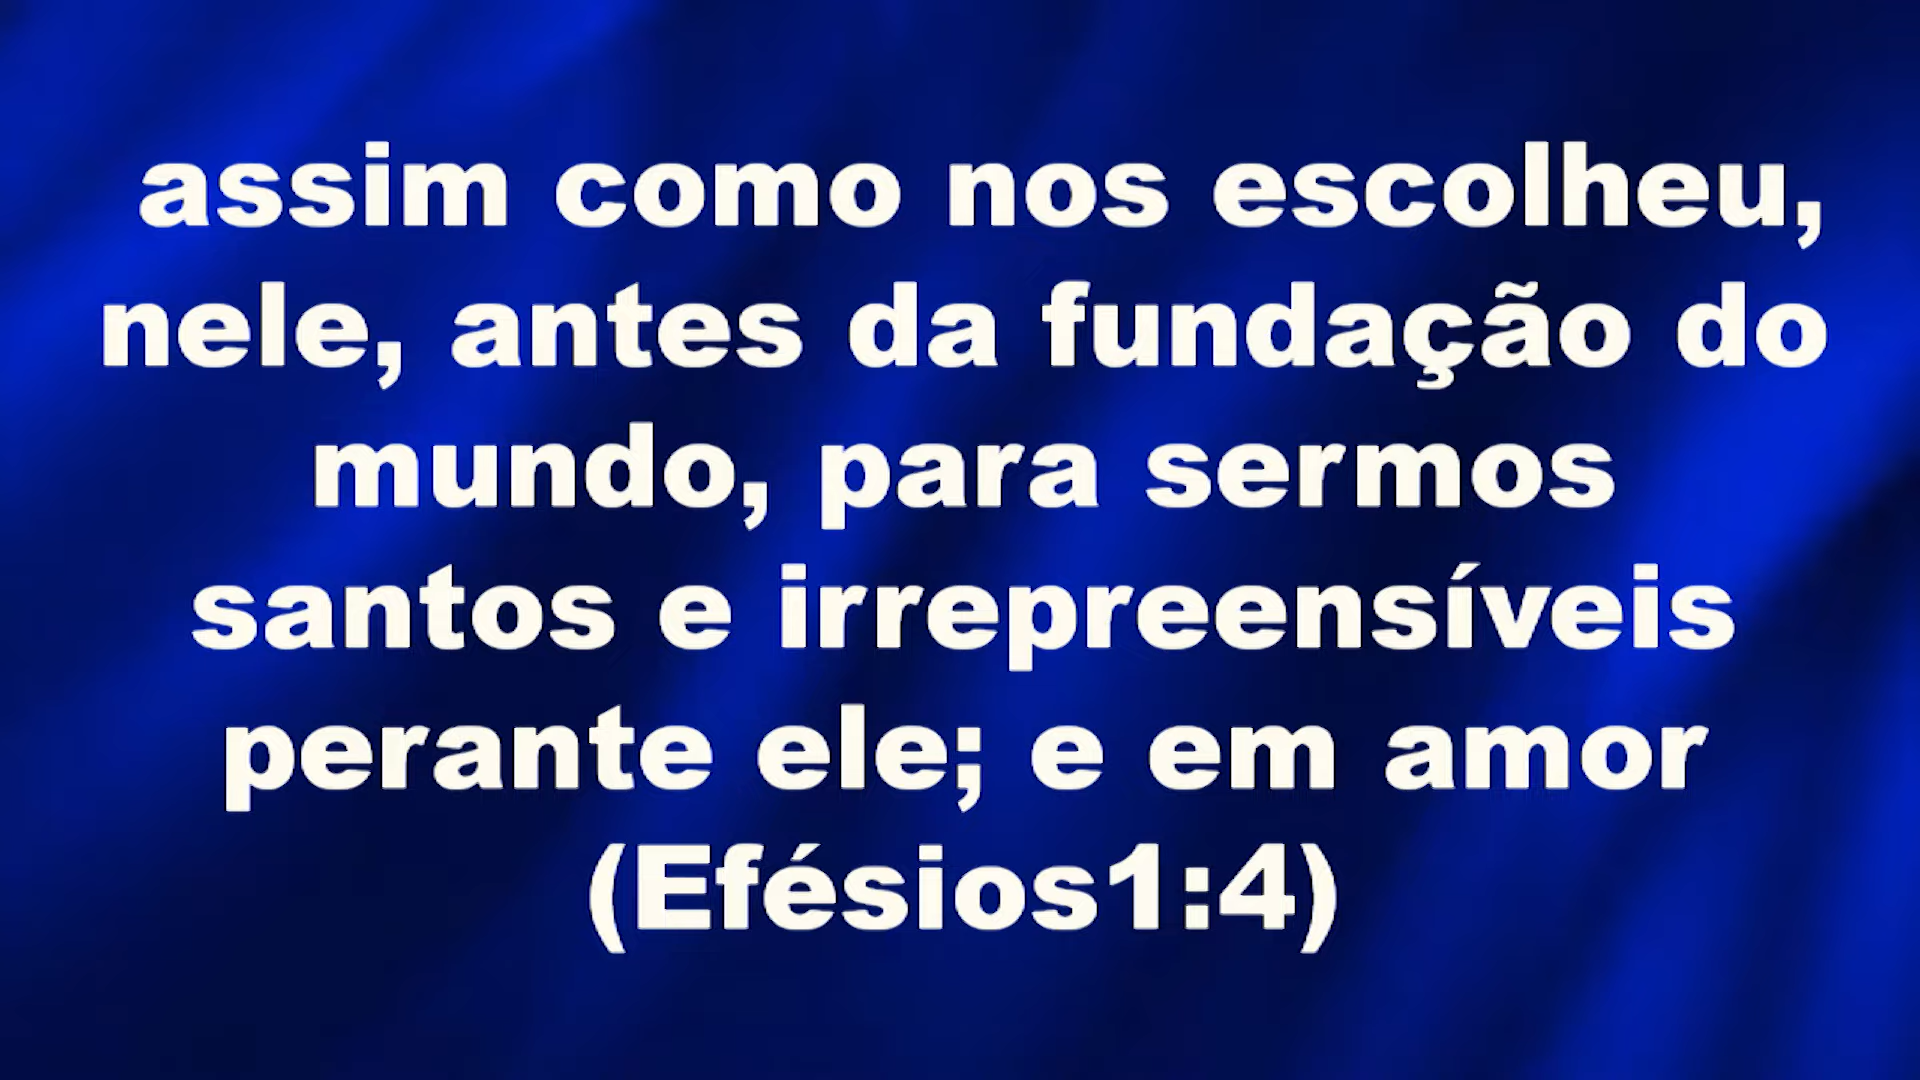 assim como nos escolheu,
nele, antes da fundação do
mundo, para sermos
santos e irrepreensíveis
perante ele; e em amor
(Efésios1:4)